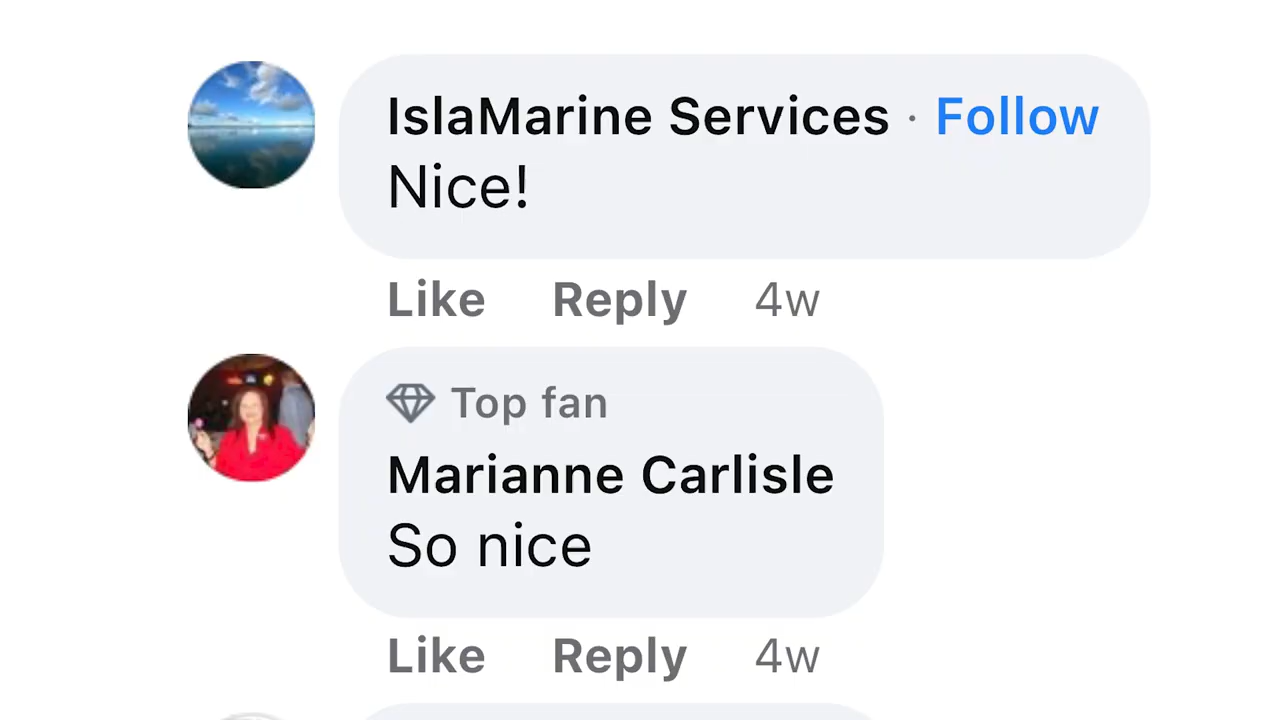 IslaMarine Services · Follow
Nice!
Like Reply 4w
Top fan
Marianne Carlisle
So nice
Like Reply 4w